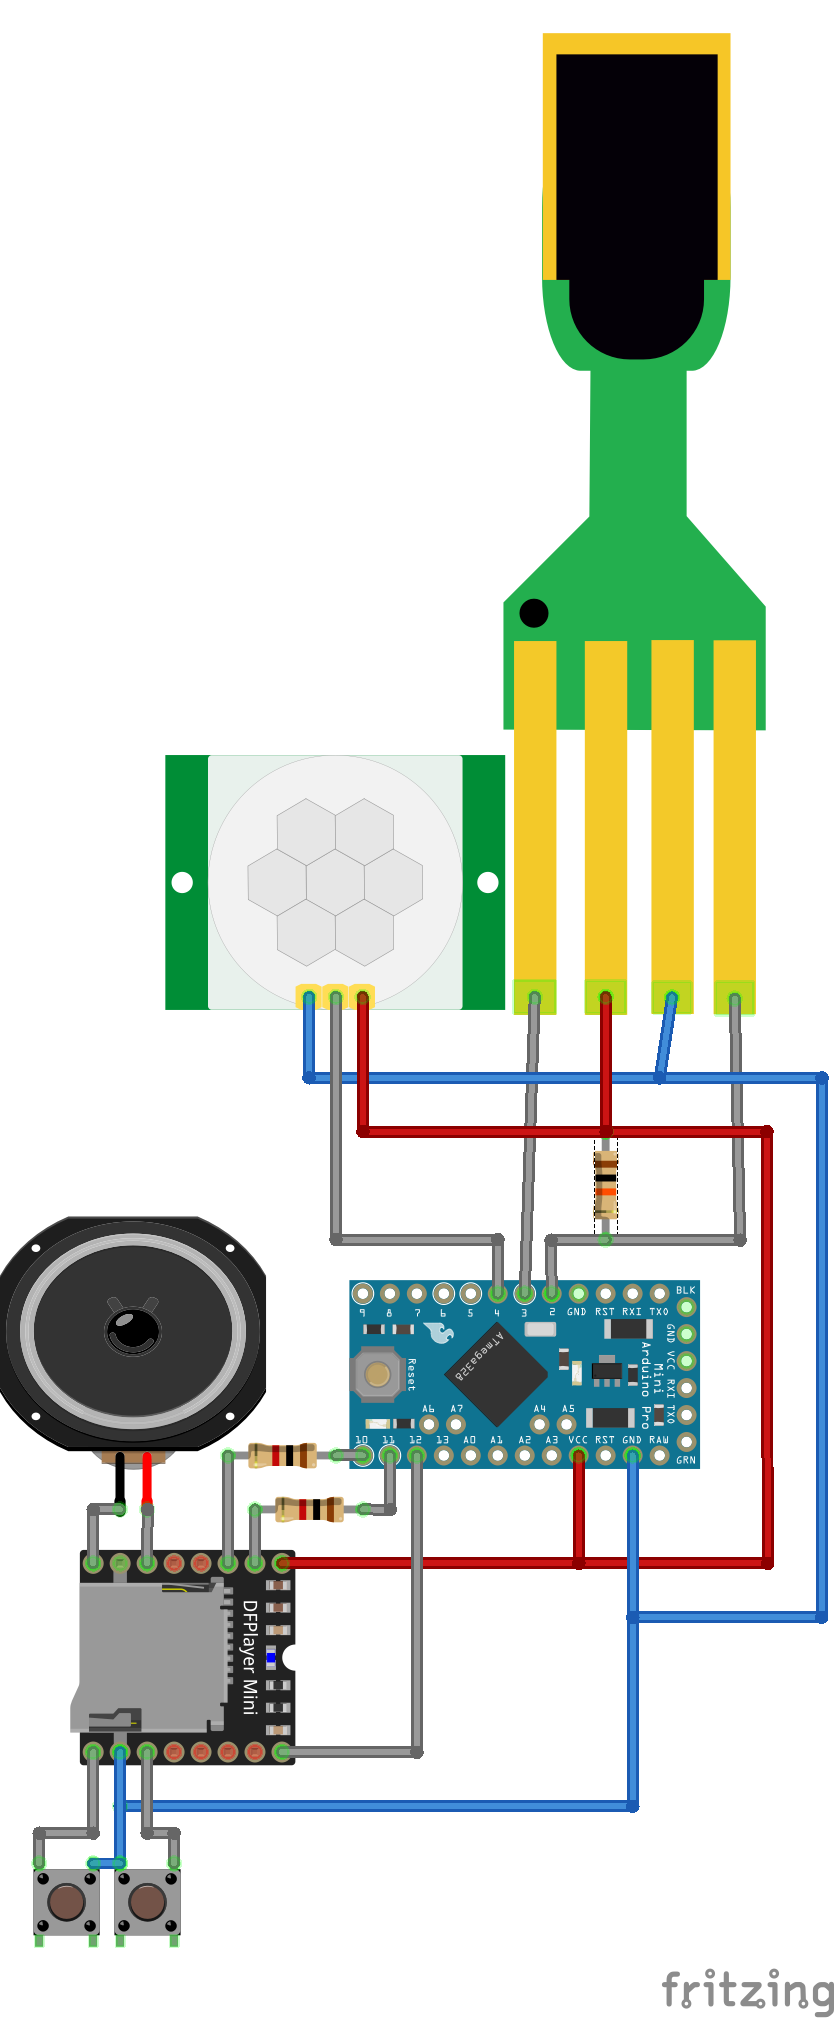 9 8 7 6 5 4 3 2 GND RST RXI TXO
BLK
GND
VCC
RXI
TXO
GRN
ATmega328
Reset
Arduino Pro
Mini
A6 A7 A4 A5
10 11 12 13 A0 A1 A2 A3 VCC RST GND RAW
DFPlayer Mini
fritzing